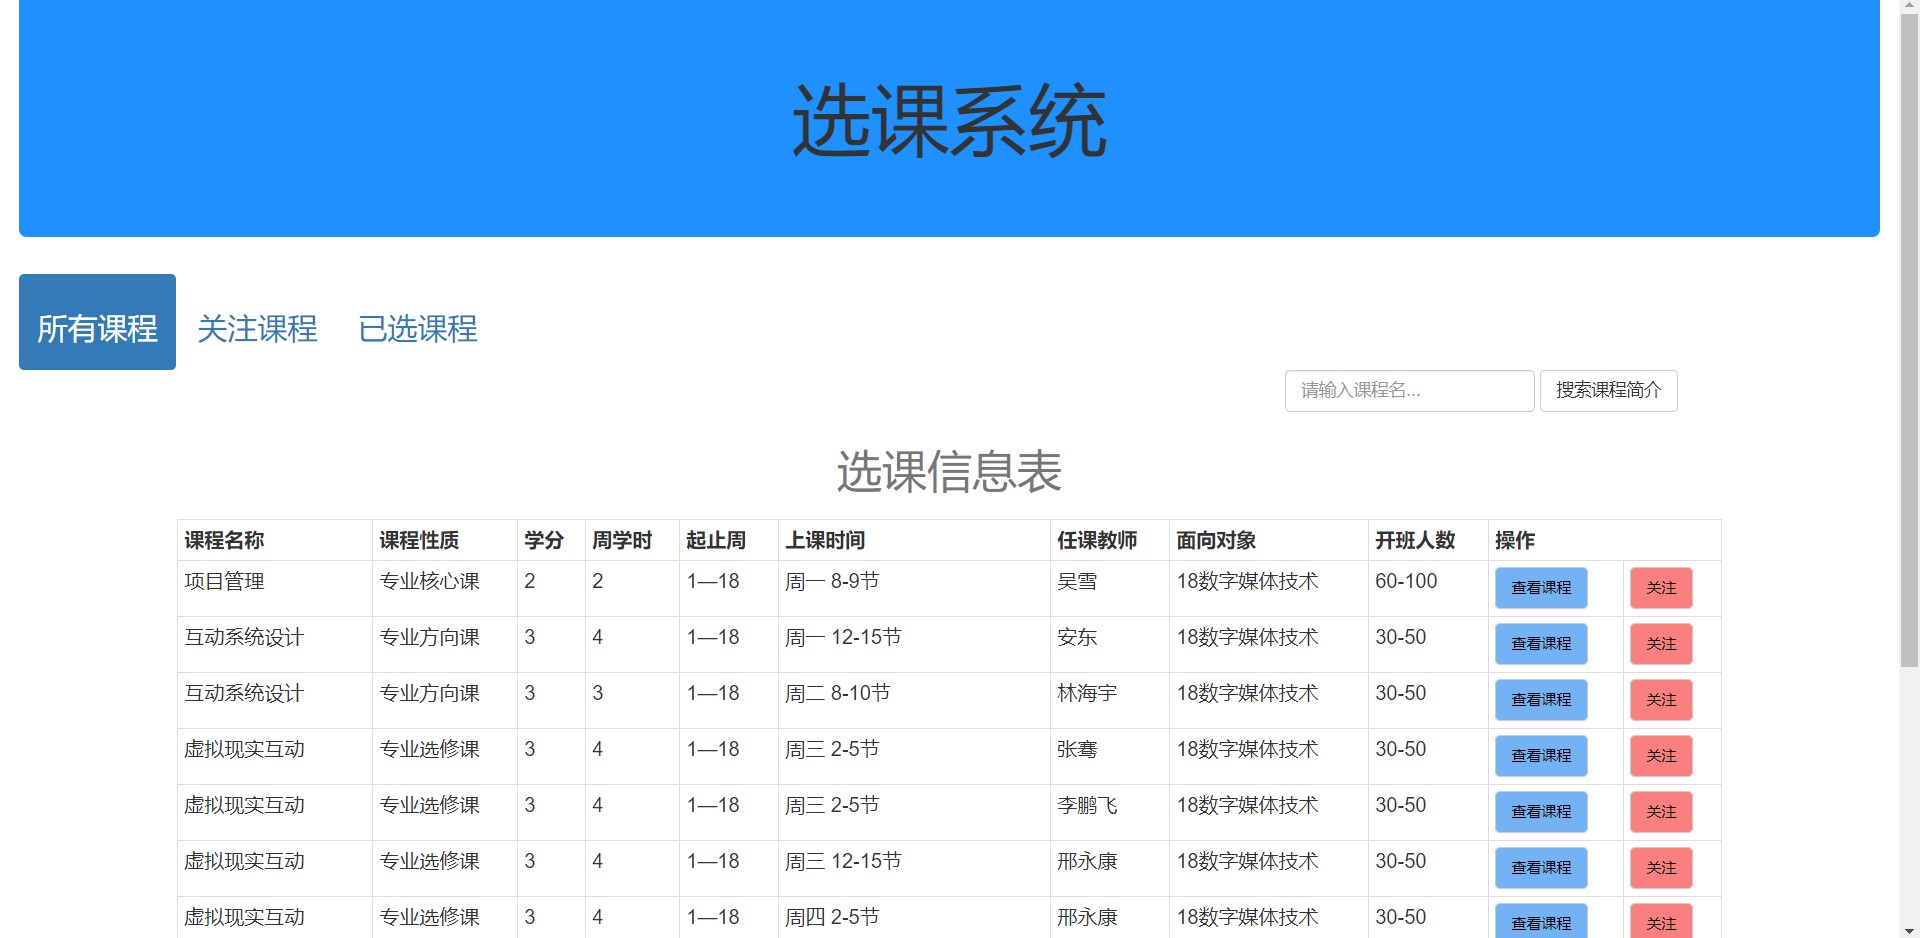 选课系统
所有课程 关注课程 已选课程
请输入课程名... 搜索课程简介
选课信息表
课程名称 课程性质 学分 周学时 起止周 上课时间 任课教师 面向对象 开班人数 操作
项目管理 专业核心课 2 2 1—18 周一 8-9节 吴雪 18数字媒体技术 60-100 查看课程 关注
互动系统设计 专业方向课 3 4 1—18 周一 12-15节 安东 18数字媒体技术 30-50 查看课程 关注
互动系统设计 专业方向课 3 3 1—18 周二 8-10节 林海宇 18数字媒体技术 30-50 查看课程 关注
虚拟现实互动 专业选修课 3 4 1—18 周三 2-5节 张骞 18数字媒体技术 30-50 查看课程 关注
虚拟现实互动 专业选修课 3 4 1—18 周三 2-5节 李鹏飞 18数字媒体技术 30-50 查看课程 关注
虚拟现实互动 专业选修课 3 4 1—18 周三 12-15节 邢永康 18数字媒体技术 30-50 查看课程 关注
虚拟现实互动 专业选修课 3 4 1—18 周四 2-5节 邢永康 18数字媒体技术 30-50 查看课程 关注